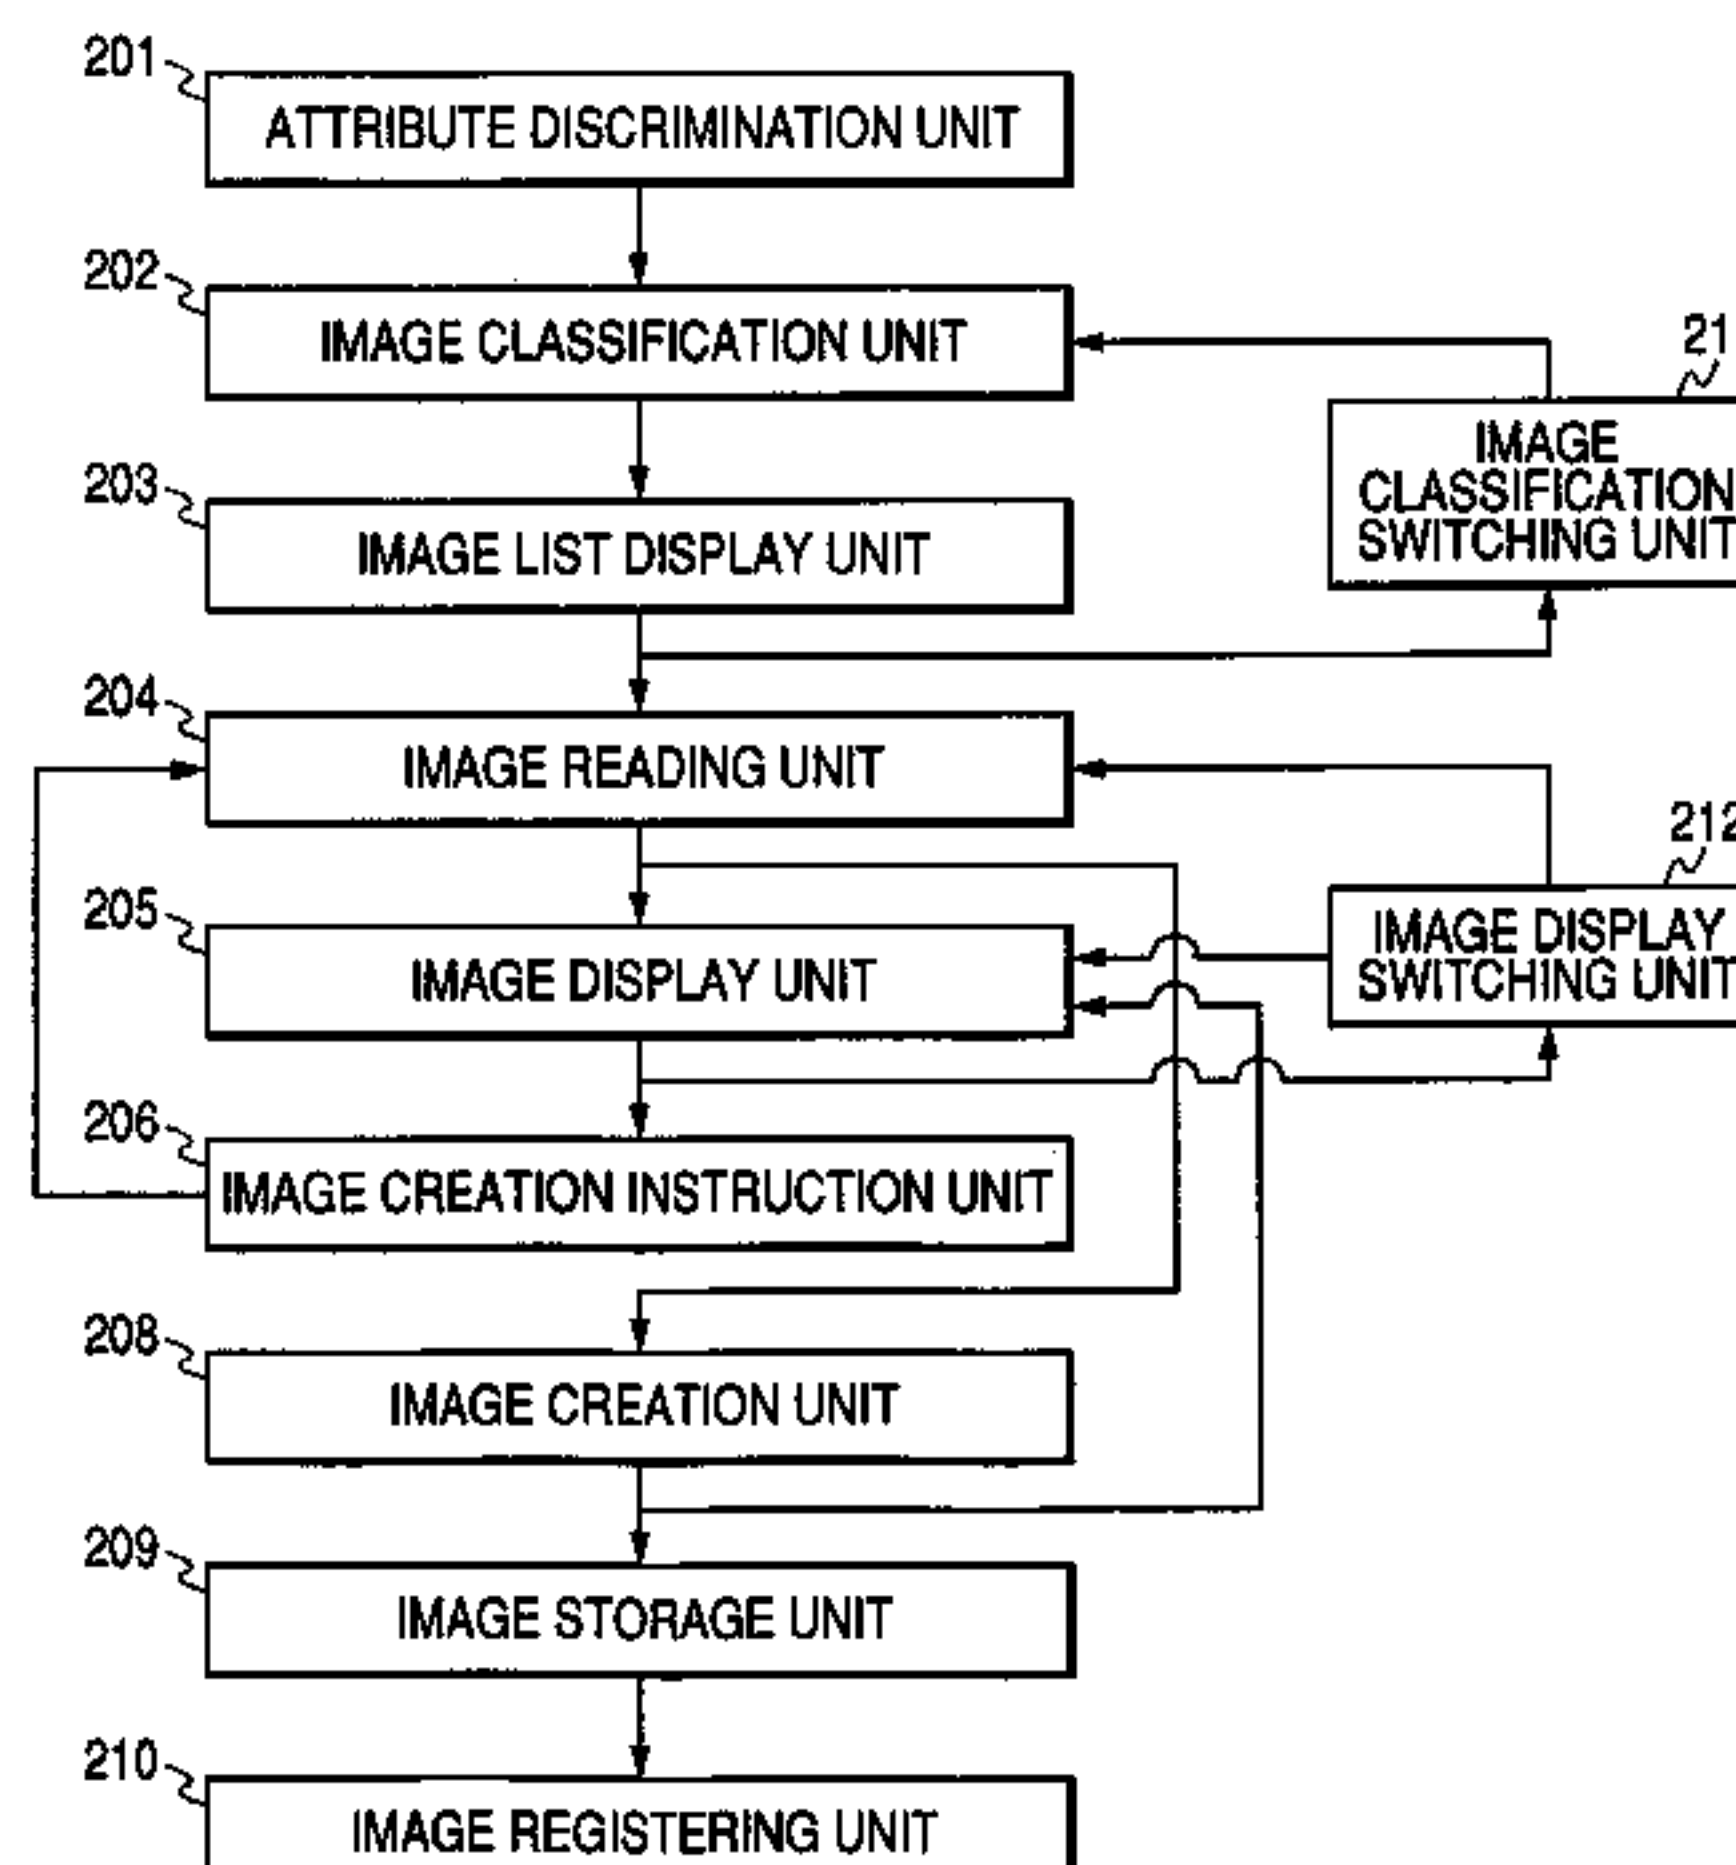 201
ATTRIBUTE DISCRIMINATION UNIT
202
IMAGE CLASSIFICATION UNIT
21
IMAGE
CLASSIFICATION
SWITCHING UNIT
203
IMAGE LIST DISPLAY UNIT
204
IMAGE READING UNIT
212
IMAGE DISPLAY
SWITCHING UNIT
205
IMAGE DISPLAY UNIT
206
IMAGE CREATION INSTRUCTION UNIT
208
IMAGE CREATION UNIT
209
IMAGE STORAGE UNIT
210
IMAGE REGISTERING UNIT